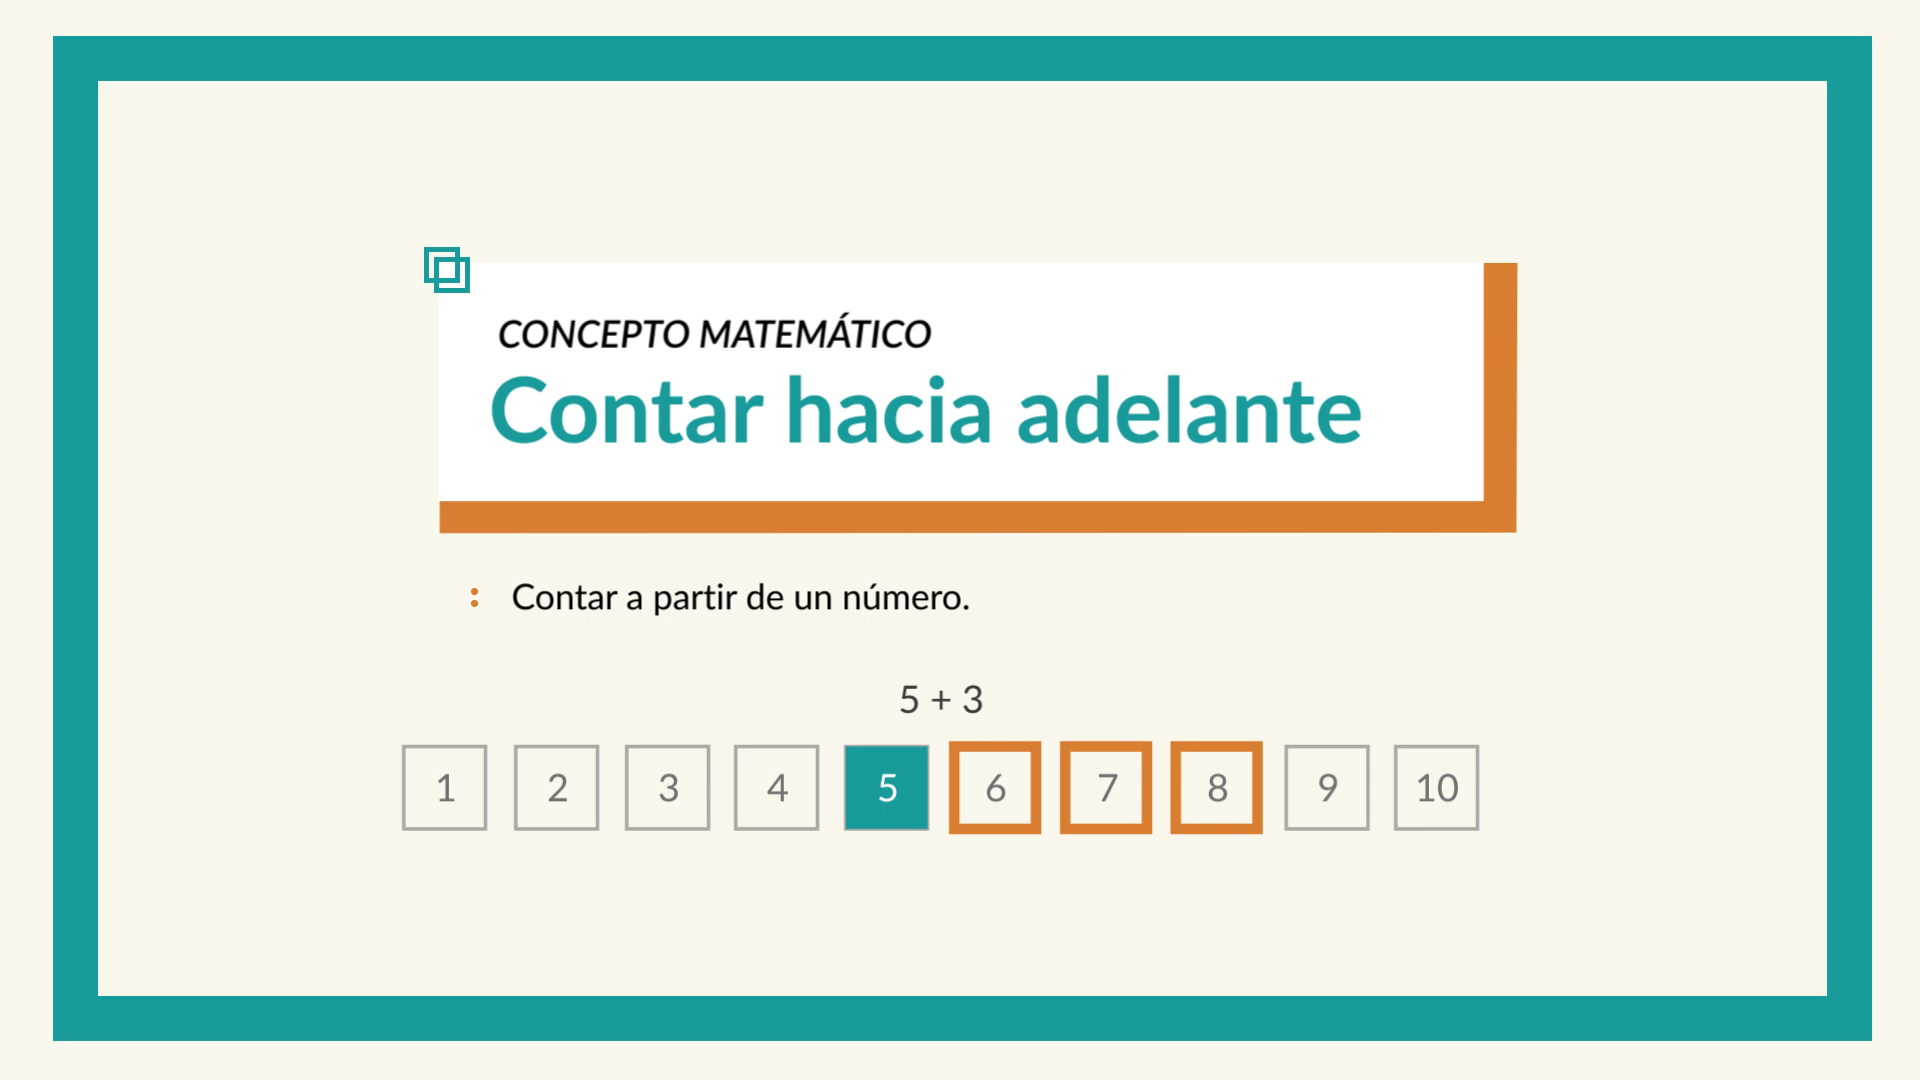 CONCEPTO MATEMÁTICO
Contar hacia adelante
Contar a partir de un número.
5 + 3
1 2 3 4 5 6 7 8 9 10